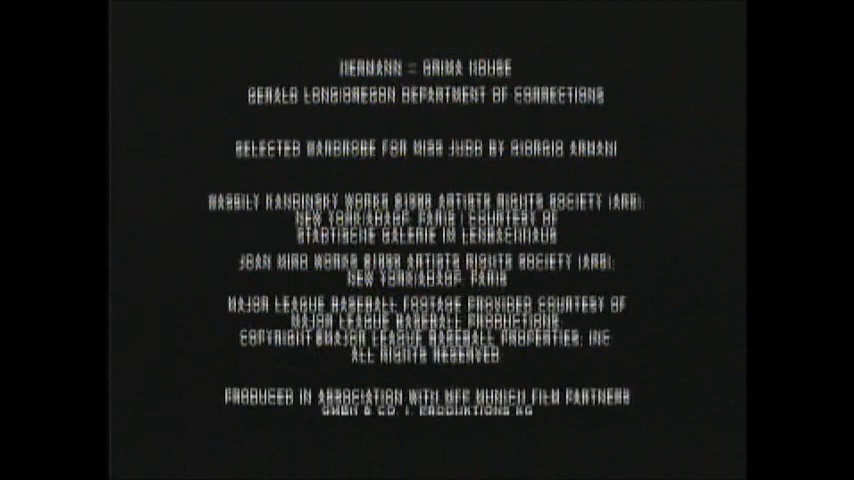 HERMANN - GRIMA HOUSE
GERALD LONG/OREGON DEPARTMENT OF CORRECTIONS
SELECTED WARDROBE FOR MISS JUDD BY GIORGIO ARMANI
WASSILY KANDINSKY WORKS ©1999 ARTISTS RIGHTS SOCIETY (ARS),
NEW YORK/ADAGP, PARIS / COURTESY OF
STADTISCHE GALERIE IM LENBACHHAUS
JOAN MIRO WORKS ©1999 ARTISTS RIGHTS SOCIETY (ARS),
NEW YORK/ADAGP, PARIS
MAJOR LEAGUE BASEBALL FOOTAGE PROVIDED COURTESY OF
MAJOR LEAGUE BASEBALL PRODUCTIONS,
COPYRIGHT ©MAJOR LEAGUE BASEBALL PROPERTIES, INC
ALL RIGHTS RESERVED
PRODUCED IN ASSOCIATION WITH MFF MUNICH FILM PARTNERS
GMBH & CO. I. PRODUKTIONS KG